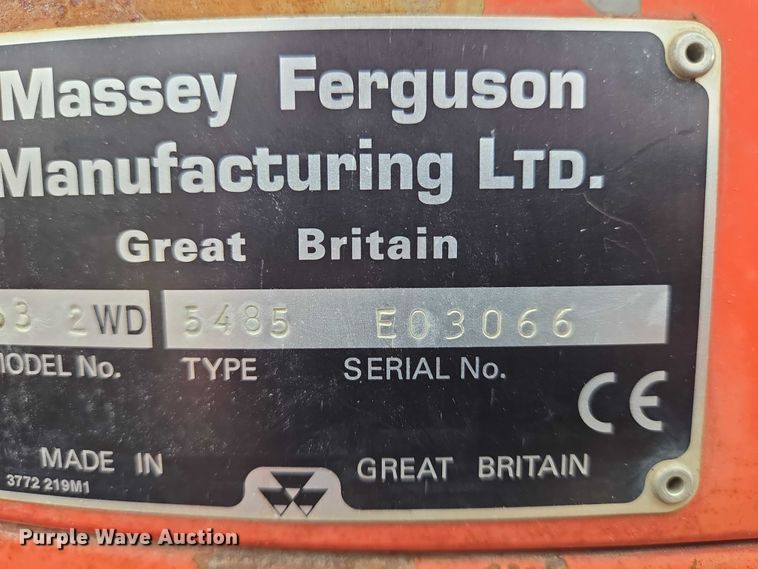 Massey Ferguson
Manufacturing LTD.
Great Britain
63 2WD 5485 E03066
MODEL No. TYPE SERIAL No.
CE
MADE IN GREAT BRITAIN
3772 219M1
Purple Wave Auction